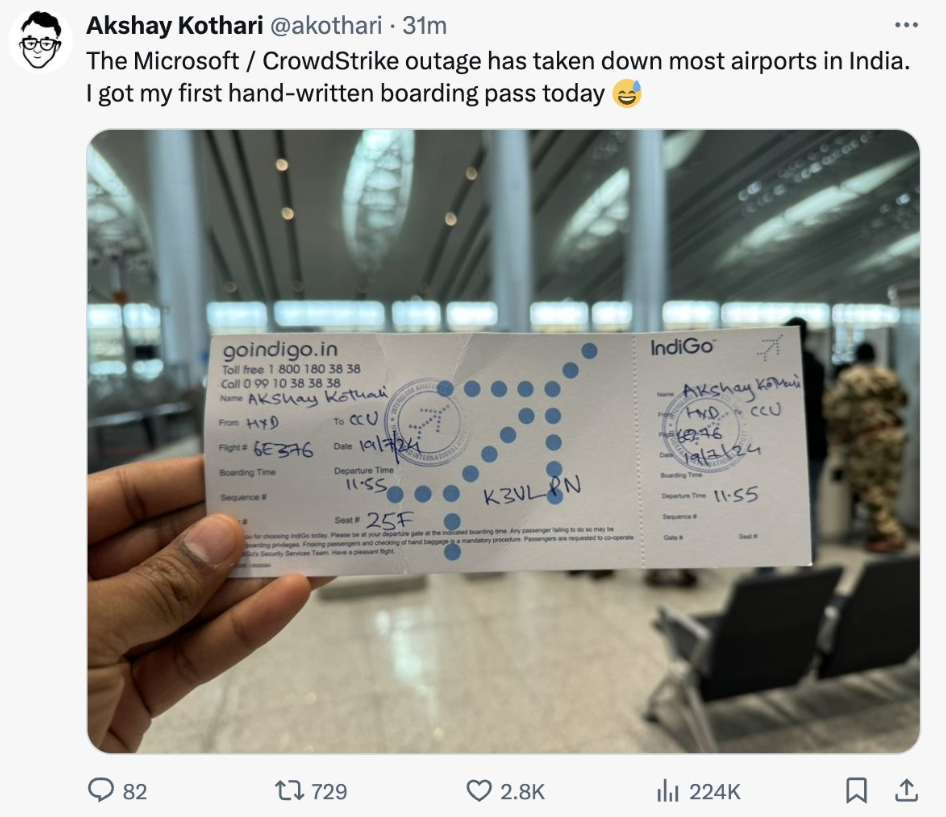 Akshay Kothari @akothari · 31m
The Microsoft / CrowdStrike outage has taken down most airports in India.
I got my first hand-written boarding pass today 😅
goindigo.in
Toll free 1 800 180 38 38
Call 0 99 10 38 38 38
Name Akshay Kothari
From HYD To CCU
Flight # 6E376 Date 19/7/24
Boarding Time Departure Time
11·55
Sequence #
K3VLPN
# Seat # 25F
you for choosing IndiGo today. Please be at your departure gate at the indicated boarding time. Any passenger failing to do so may be
boarding privileges. Frisking passengers and checking of hand baggage is a mandatory procedure. Passengers are requested to co-operate
IndiGo's Security Services Team. Have a pleasant flight.
IndiGo
Name Akshay Kothari
From HYD To CCU
Flight # 6E376
Date 19/7/24
Boarding Time
Departure Time 11·55
Sequence #
Gate # Seat #
82 729 2.8K 224K